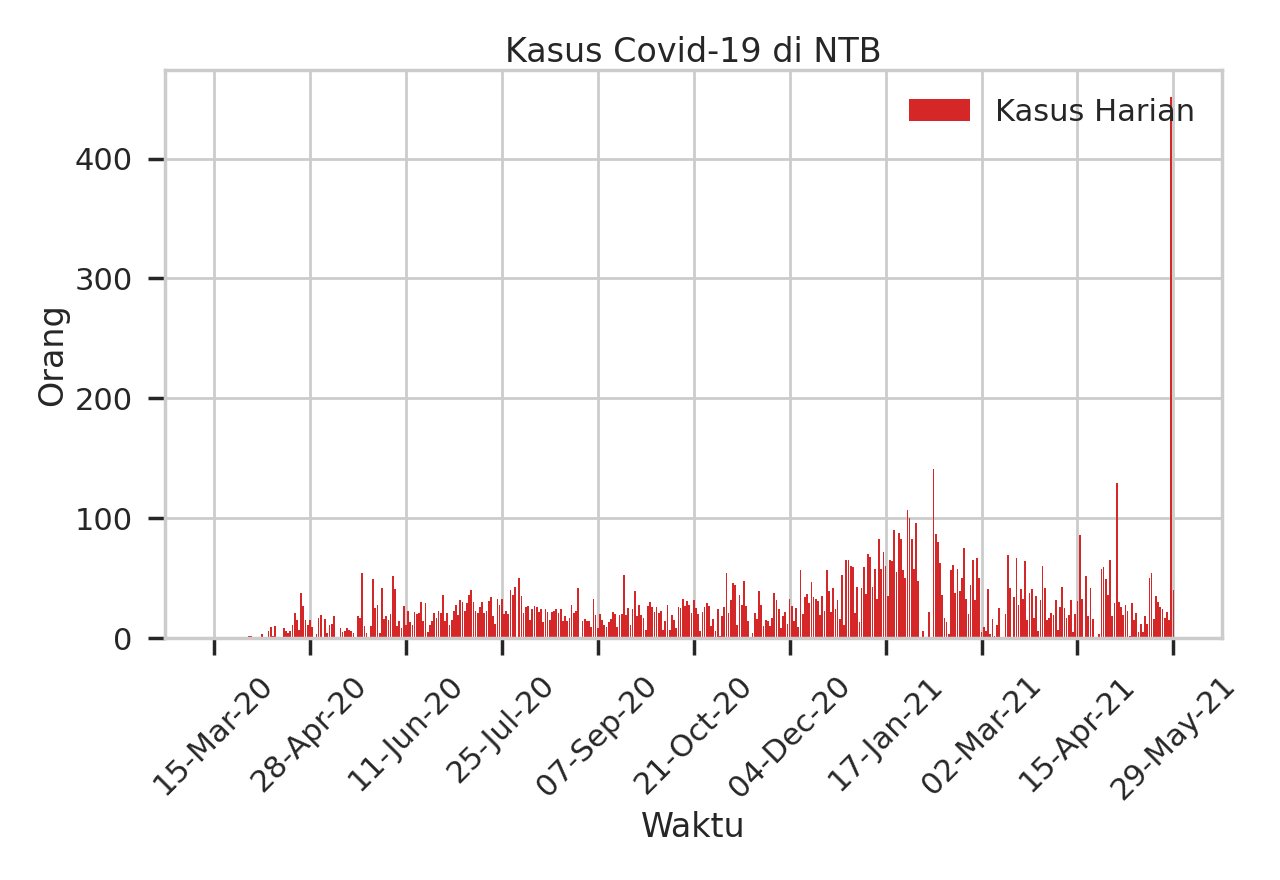 Kasus Covid-19 di NTB
Kasus Harian
Orang
400
300
200
100
0
15-Mar-20
28-Apr-20
11-Jun-20
25-Jul-20
07-Sep-20
21-Oct-20
04-Dec-20
17-Jan-21
02-Mar-21
15-Apr-21
29-May-21
Waktu